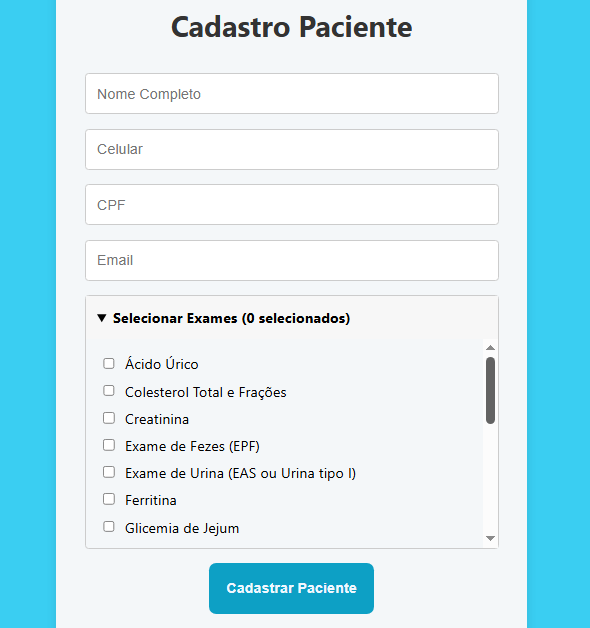 Cadastro Paciente
Nome Completo
Celular
CPF
Email
Selecionar Exames (0 selecionados)
Ácido Úrico
Colesterol Total e Frações
Creatinina
Exame de Fezes (EPF)
Exame de Urina (EAS ou Urina tipo I)
Ferritina
Glicemia de Jejum
Cadastrar Paciente